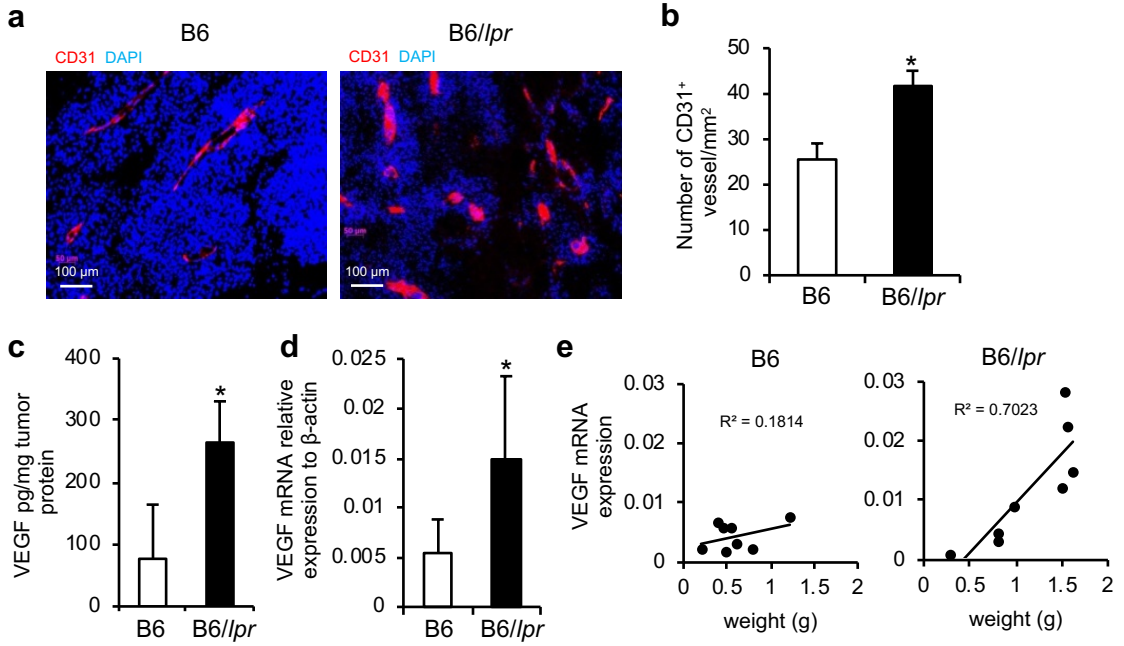 a
B6
B6/lpr
CD31 DAPI
CD31 DAPI
50 µm
100 µm
50 µm
100 µm
b
Number of CD31⁺
vessel/mm²
50
40
30
20
10
0
*
B6
B6/lpr
c
VEGF pg/mg tumor
protein
400
300
200
100
0
*
B6
B6/lpr
d
VEGF mRNA relative
expression to β-actin
0.025
0.02
0.015
0.01
0.005
0
*
B6
B6/lpr
e
B6
VEGF mRNA
expression
0.03
0.02
0.01
0
R² = 0.1814
0 0.5 1 1.5 2
weight (g)
B6/lpr
0.03
0.02
0.01
0
R² = 0.7023
0 0.5 1 1.5 2
weight (g)